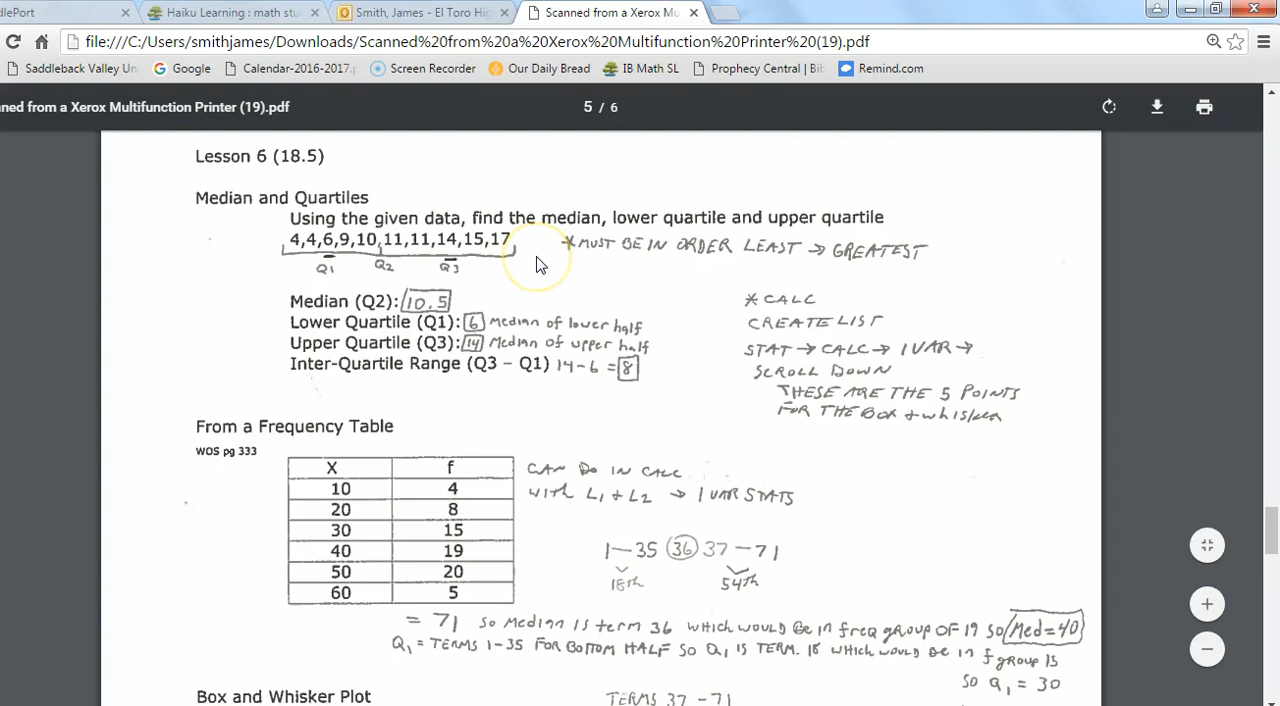 dlePort
Haiku Learning : math stu
Smith, James - El Toro Hig
Scanned from a Xerox Mu
file:///C:/Users/smithjames/Downloads/Scanned%20from%20a%20Xerox%20Multifunction%20Printer%20(19).pdf
Saddleback Valley Un
Google
Calendar-2016-2017.p
Screen Recorder
Our Daily Bread
IB Math SL
Prophecy Central | Bib
Remind.com
ned from a Xerox Multifunction Printer (19).pdf
5 / 6
Lesson 6 (18.5)
Median and Quartiles
Using the given data, find the median, lower quartile and upper quartile
4,4,6,9,10,11,11,14,15,17
*MUST BE IN ORDER LEAST → GREATEST
Q1 Q2 Q3
Median (Q2): 10.5
Lower Quartile (Q1): 6 Median of lower half
Upper Quartile (Q3): 14 Median of upper half
Inter-Quartile Range (Q3 – Q1) 14-6 = 8
* CALC
CREATE LIST
STAT → CALC → 1 VAR →
SCROLL DOWN
THESE ARE THE 5 POINTS
FOR THE BOX + whisker
From a Frequency Table
WOS pg 333
X f
10 4
20 8
30 15
40 19
50 20
60 5
CAN DO IN CALC
with L1 + L2 → 1 VAR STATS
1—35 36 37 —71
18th 54th
= 71 so Median is term 36 which would be in freq group OF 19 so Med=40
Q1 = TERMS 1-35 FOR BOTTOM HALF SO Q1 IS TERM. 18 which would be in f group 15
SO Q1 = 30
Box and Whisker Plot
TERMS 37 -71